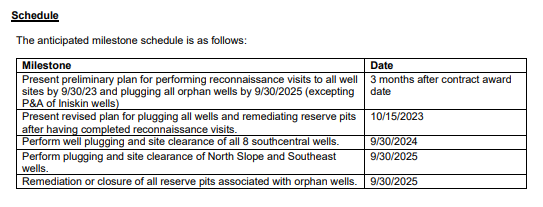 Schedule
The anticipated milestone schedule is as follows:
Milestone Date
Present preliminary plan for performing reconnaissance visits to all well 3 months after contract award
sites by 9/30/23 and plugging all orphan wells by 9/30/2025 (excepting date
P&A of Iniskin wells)
Present revised plan for plugging all wells and remediating reserve pits 10/15/2023
after having completed reconnaissance visits.
Perform well plugging and site clearance of all 8 southcentral wells. 9/30/2024
Perform plugging and site clearance of North Slope and Southeast 9/30/2025
wells.
Remediation or closure of all reserve pits associated with orphan wells. 9/30/2025